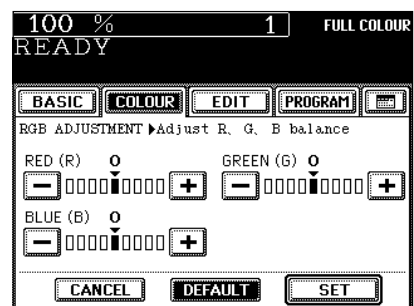 100 % 1 FULL COLOUR
READY
BASIC COLOUR EDIT PROGRAM
RGB ADJUSTMENT ▶Adjust R、G、B balance
RED (R) 0 GREEN (G) 0
BLUE (B) 0
CANCEL DEFAULT SET